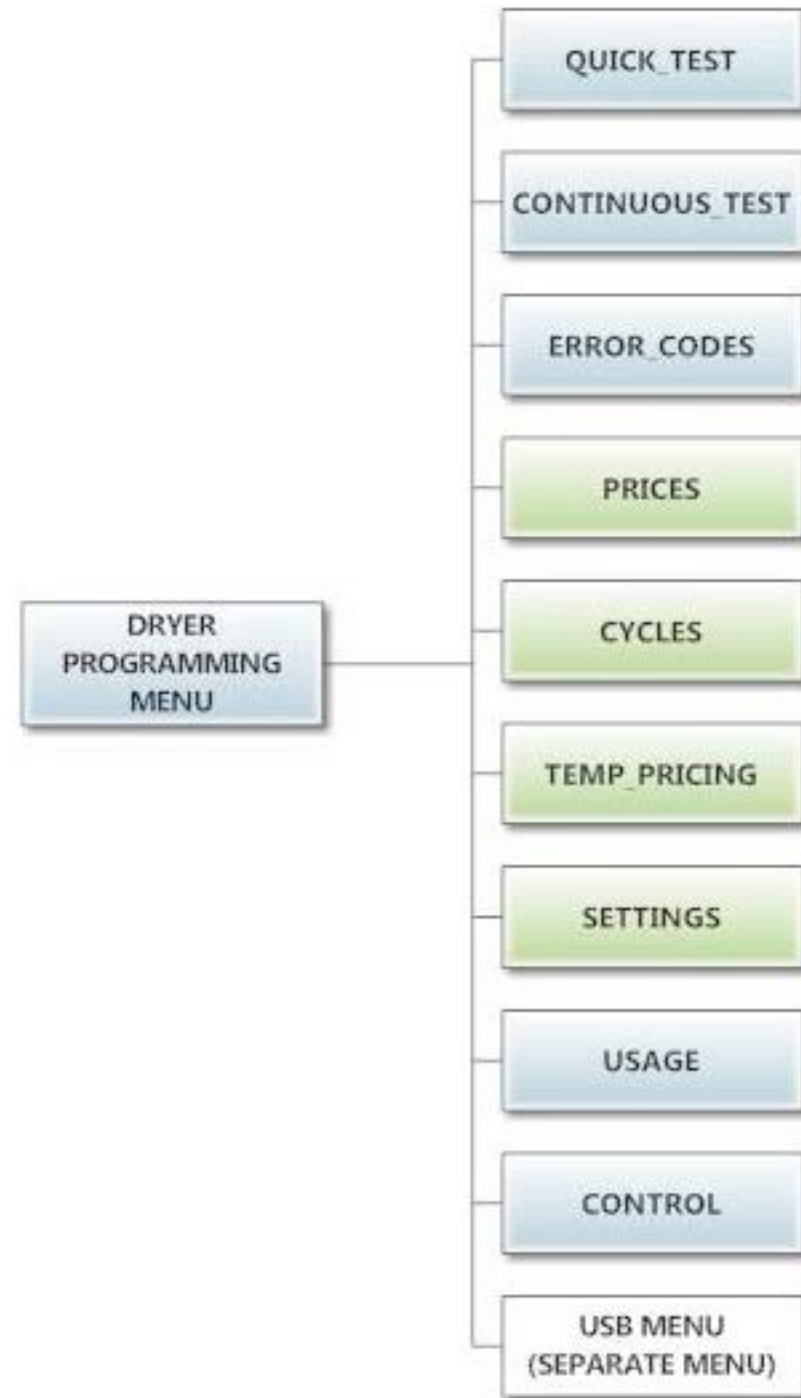 QUICK_TEST
CONTINUOUS_TEST
ERROR_CODES
PRICES
CYCLES
DRYER
PROGRAMMING
MENU
TEMP_PRICING
SETTINGS
USAGE
CONTROL
USB MENU
(SEPARATE MENU)